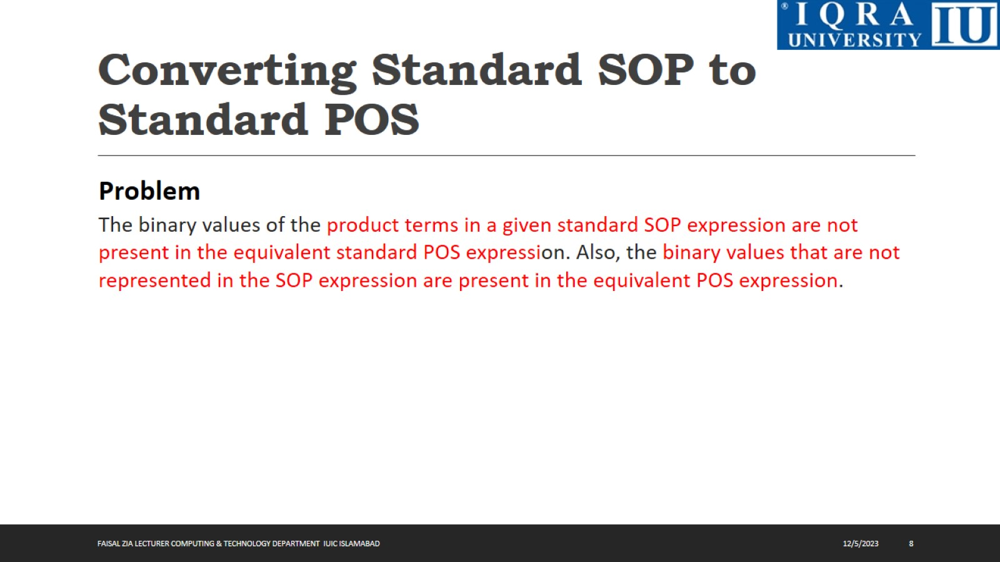 ® IQRA
UNIVERSITY IU
Converting Standard SOP to
Standard POS
Problem
The binary values of the product terms in a given standard SOP expression are not
present in the equivalent standard POS expression. Also, the binary values that are not
represented in the SOP expression are present in the equivalent POS expression.
FAISAL ZIA LECTURER COMPUTING & TECHNOLOGY DEPARTMENT IUIC ISLAMABAD 12/5/2023 8